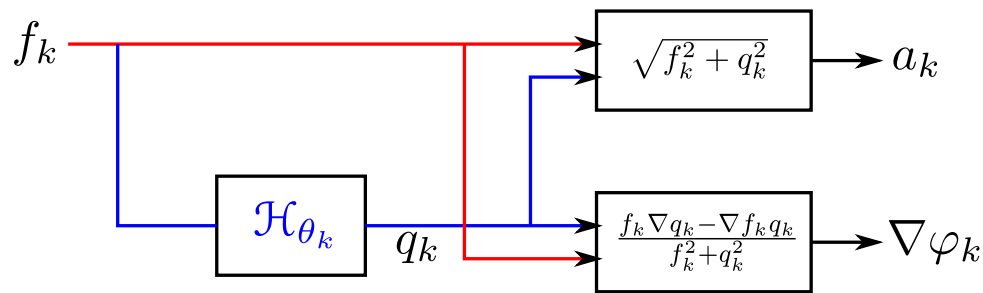 f_k
√(f_k^2 + q_k^2)
a_k
ℋ_{θ_k}
q_k
(f_k∇q_k − ∇f_k q_k)/(f_k^2 + q_k^2)
∇φ_k